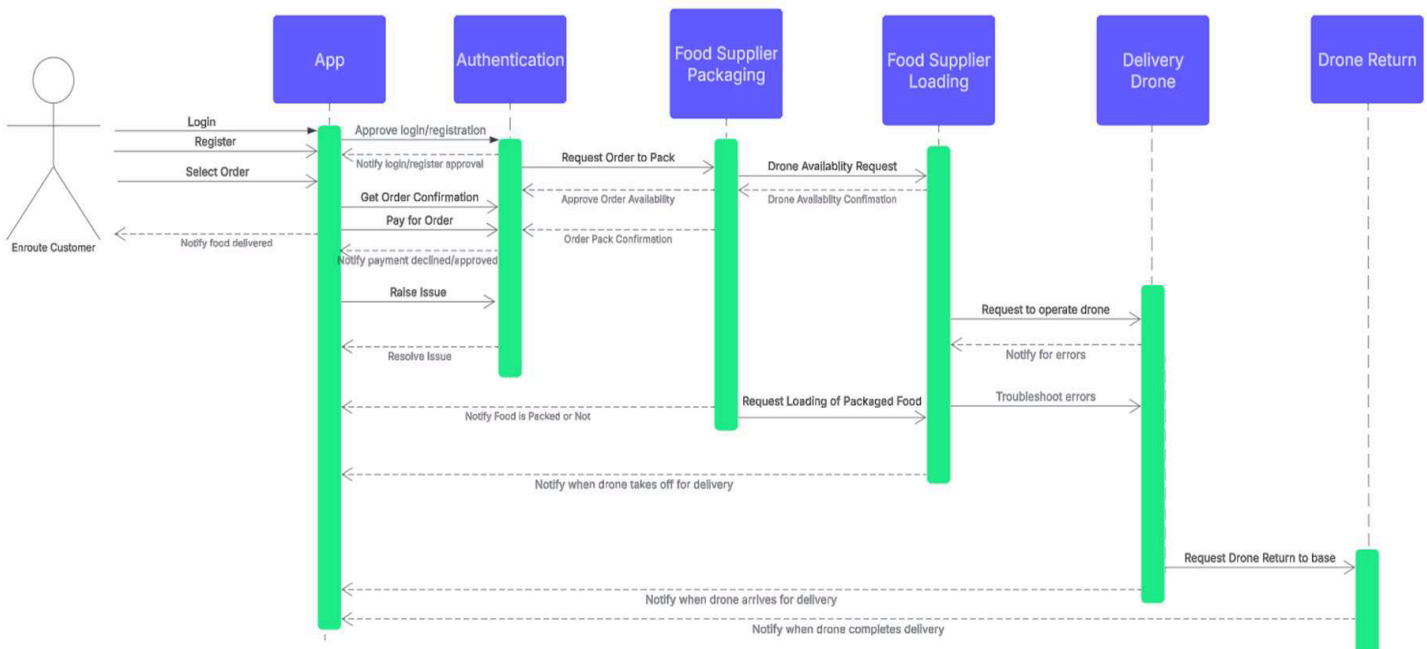 App
Authentication
Food Supplier
Packaging
Food Supplier
Loading
Delivery
Drone
Drone Return
Login
Approve login/registration
Register
Notify login/register approval
Request Order to Pack
Drone Availablity Request
Select Order
Get Order Confirmation
Approve Order Availability
Drone Availability Confimation
Pay for Order
Enroute Customer
Notify food delivered
Order Pack Confirmation
Notify payment declined/approved
Raise Issue
Request to operate drone
Resolve Issue
Notify for errors
Request Loading of Packaged Food
Troubleshoot errors
Notify Food is Packed or Not
Notify when drone takes off for delivery
Request Drone Return to base
Notify when drone arrives for delivery
Notify when drone completes delivery